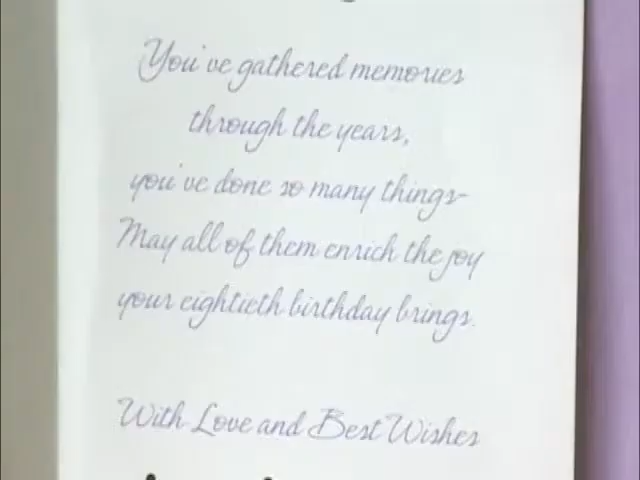 You've gathered memories
through the years,
you've done so many things-
May all of them enrich the joy
your eightieth birthday brings.
With Love and Best Wishes